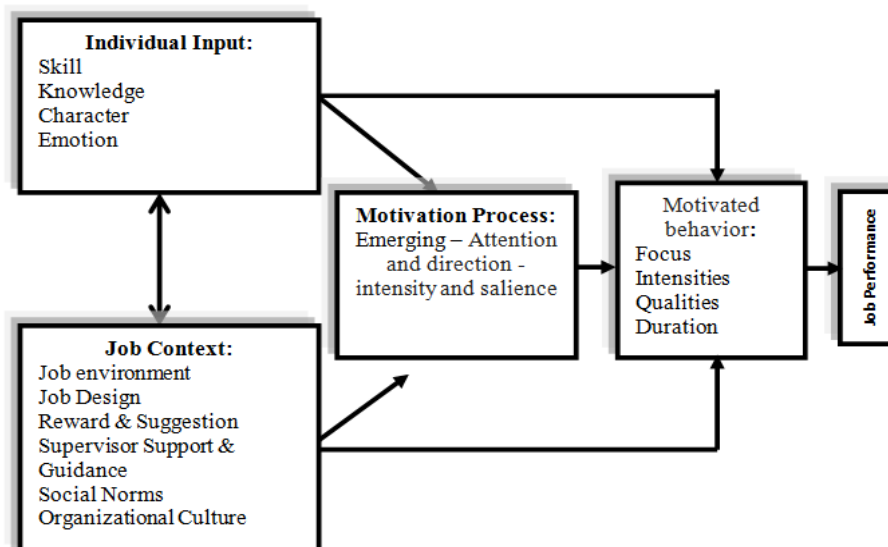 Individual Input:
Skill
Knowledge
Character
Emotion
Motivation Process:
Emerging – Attention
and direction -
intensity and salience
Motivated
behavior:
Focus
Intensities
Qualities
Duration
Job Performance
Job Context:
Job environment
Job Design
Reward & Suggestion
Supervisor Support &
Guidance
Social Norms
Organizational Culture